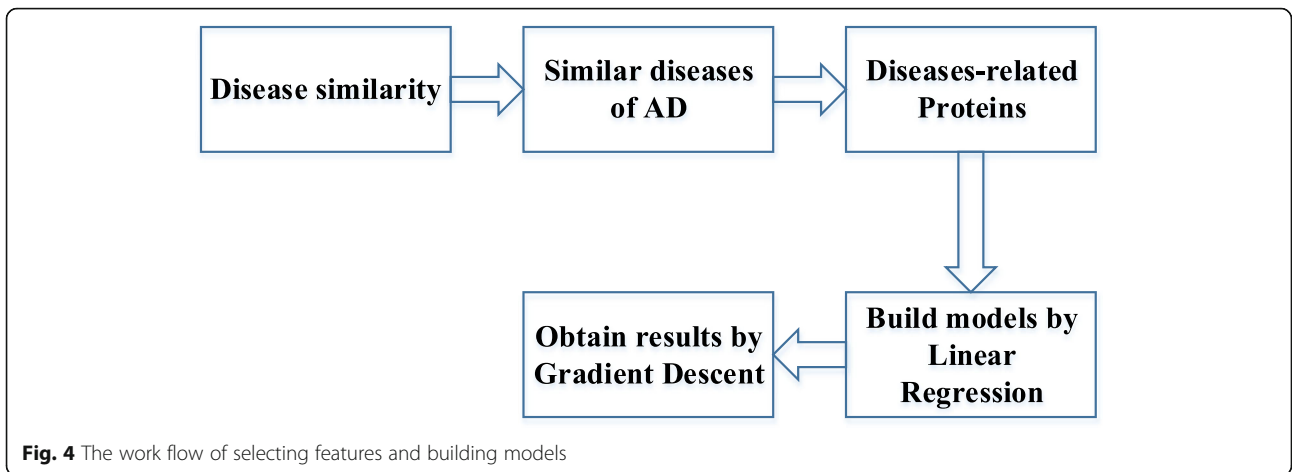 Disease similarity
Similar diseases
of AD
Diseases-related
Proteins
Build models by
Linear
Regression
Obtain results by
Gradient Descent
Fig. 4 The work flow of selecting features and building models